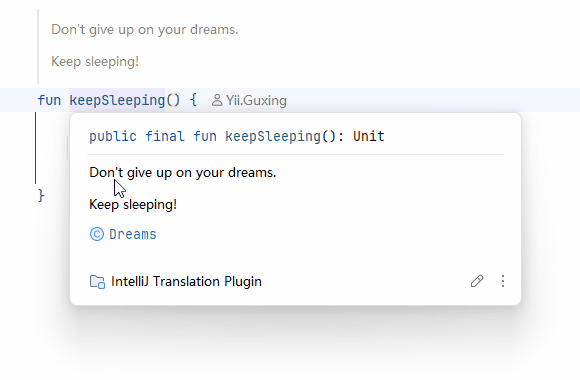 Don't give up on your dreams.
Keep sleeping!
fun keepSleeping() { Yii.Guxing
public final fun keepSleeping(): Unit
Don't give up on your dreams.
Keep sleeping!
© Dreams
IntelliJ Translation Plugin
}